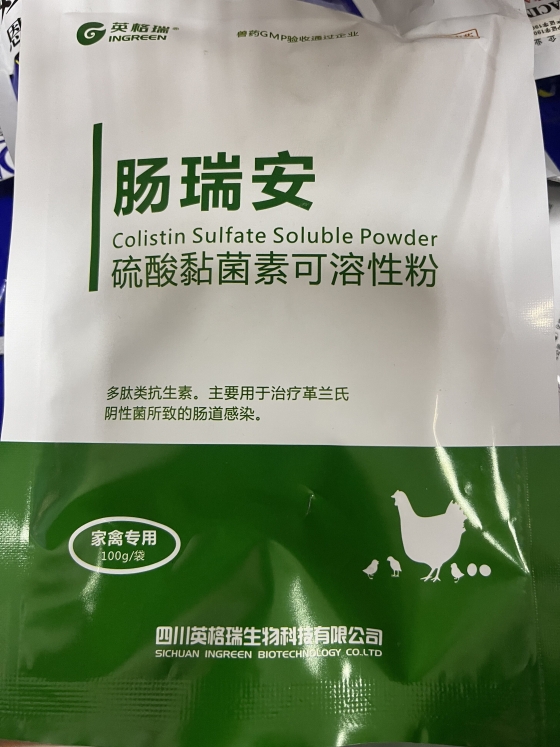 英格瑞
INGREEN
兽药GMP验收通过企业
肠瑞安
Colistin Sulfate Soluble Powder
硫酸黏菌素可溶性粉
多肽类抗生素。主要用于治疗革兰氏
阴性菌所致的肠道感染。
家禽专用
100g/袋
四川英格瑞生物科技有限公司
SICHUAN INGREEN BIOTECHNOLOGY CO.LTD